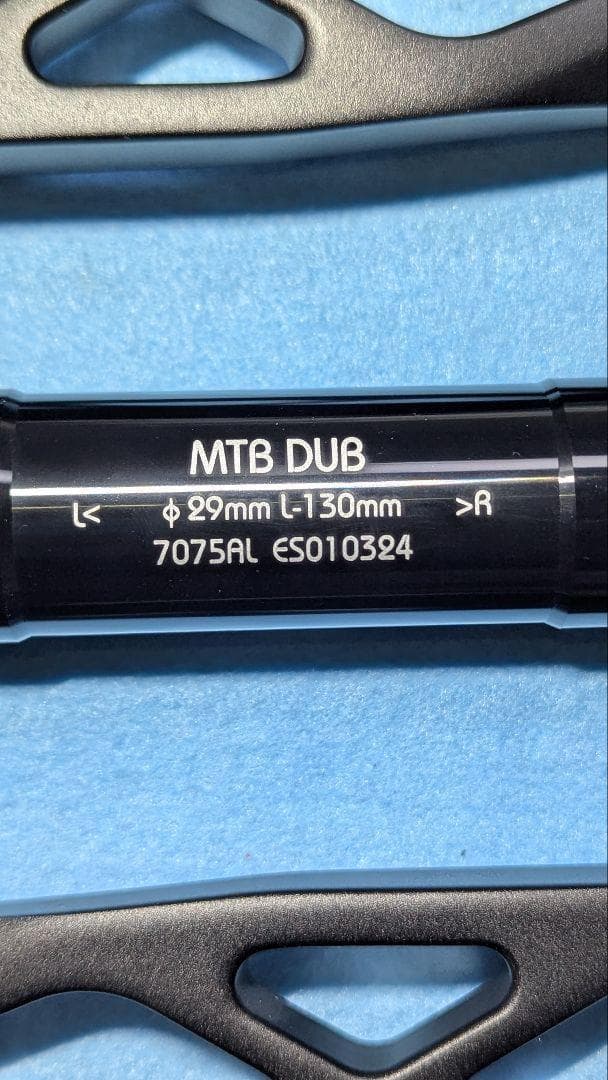 MTB DUB
L< ϕ29mm L-130mm >R
7075AL ES010324